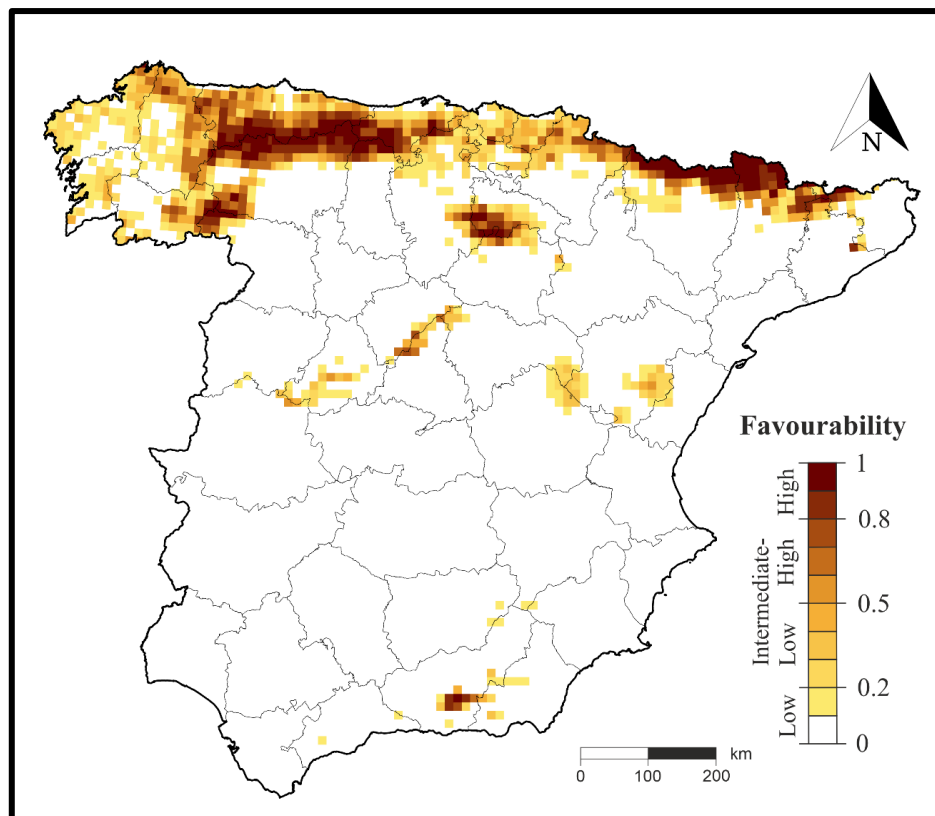 N
Favourability
High
Intermediate-
High
Low
Low
1
0.8
0.5
0.2
0
km
0
100
200